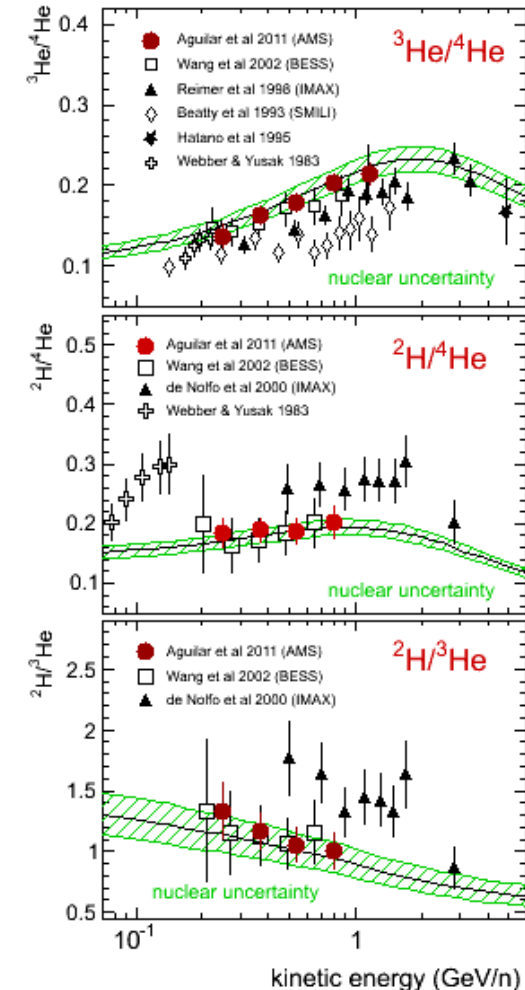 ³He/⁴He
0.4
0.3
0.2
0.1
Aguilar et al 2011 (AMS)
Wang et al 2002 (BESS)
Reimer et al 1998 (IMAX)
Beatty et al 1993 (SMILI)
Hatano et al 1995
Webber & Yusak 1983
³He/⁴He
nuclear uncertainty
²H/⁴He
0.5
0.4
0.3
0.2
0.1
Aguilar et al 2011 (AMS)
Wang et al 2002 (BESS)
de Nolfo et al 2000 (IMAX)
Webber & Yusak 1983
²H/⁴He
nuclear uncertainty
²H/³He
2.5
2
1.5
1
0.5
Aguilar et al 2011 (AMS)
Wang et al 2002 (BESS)
de Nolfo et al 2000 (IMAX)
²H/³He
nuclear uncertainty
10⁻¹
1
kinetic energy (GeV/n)